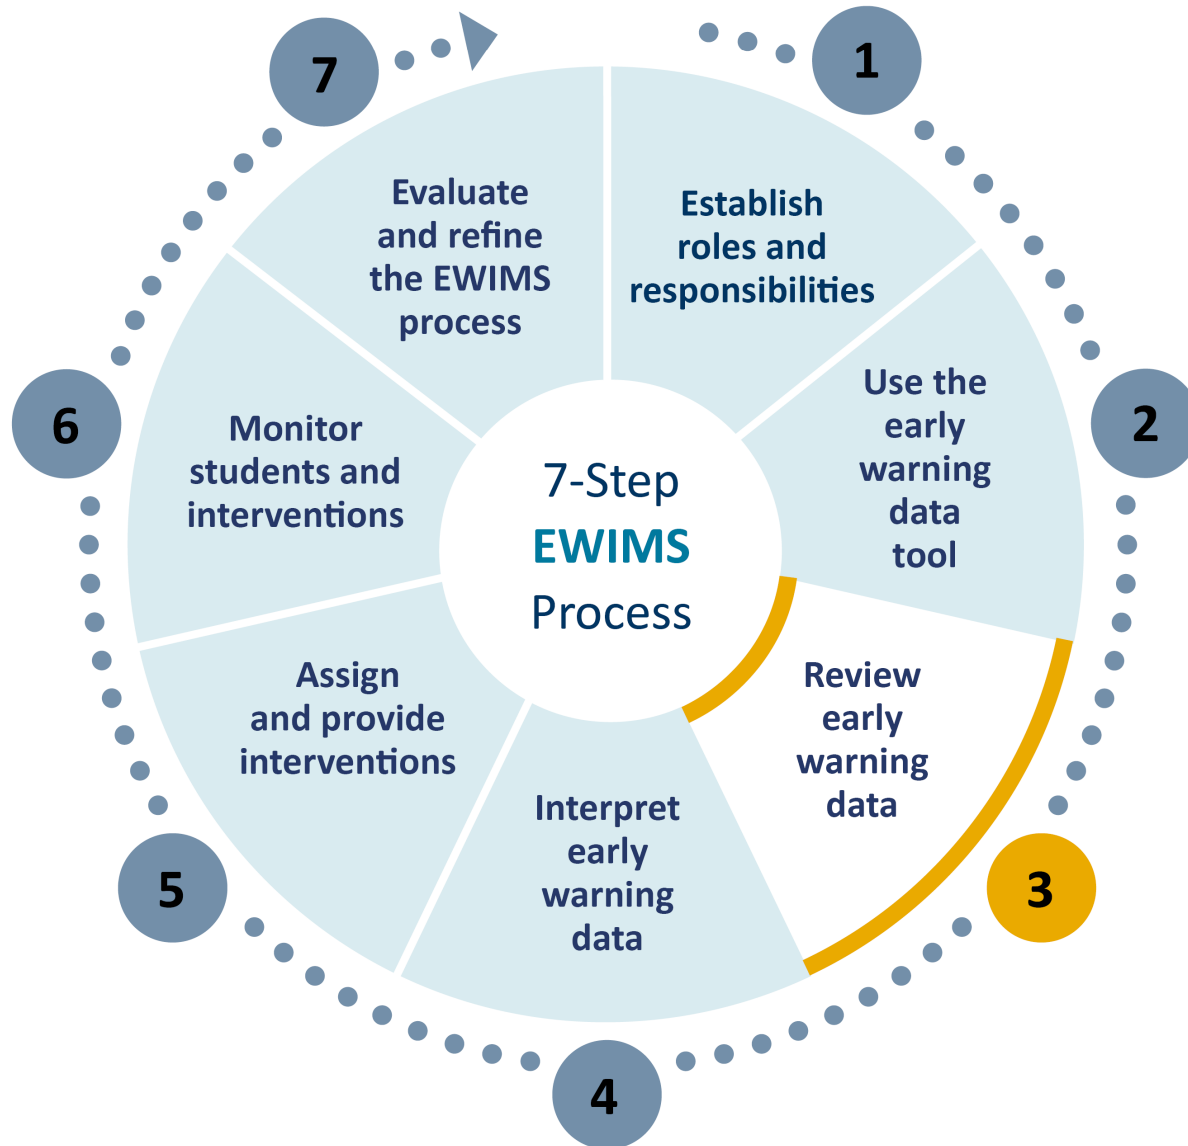 7-Step
EWIMS
Process
1
Establish
roles and
responsibilities
2
Use the
early
warning
data
tool
3
Review
early
warning
data
4
Interpret
early
warning
data
5
Assign
and provide
interventions
6
Monitor
students and
interventions
7
Evaluate
and refine
the EWIMS
process